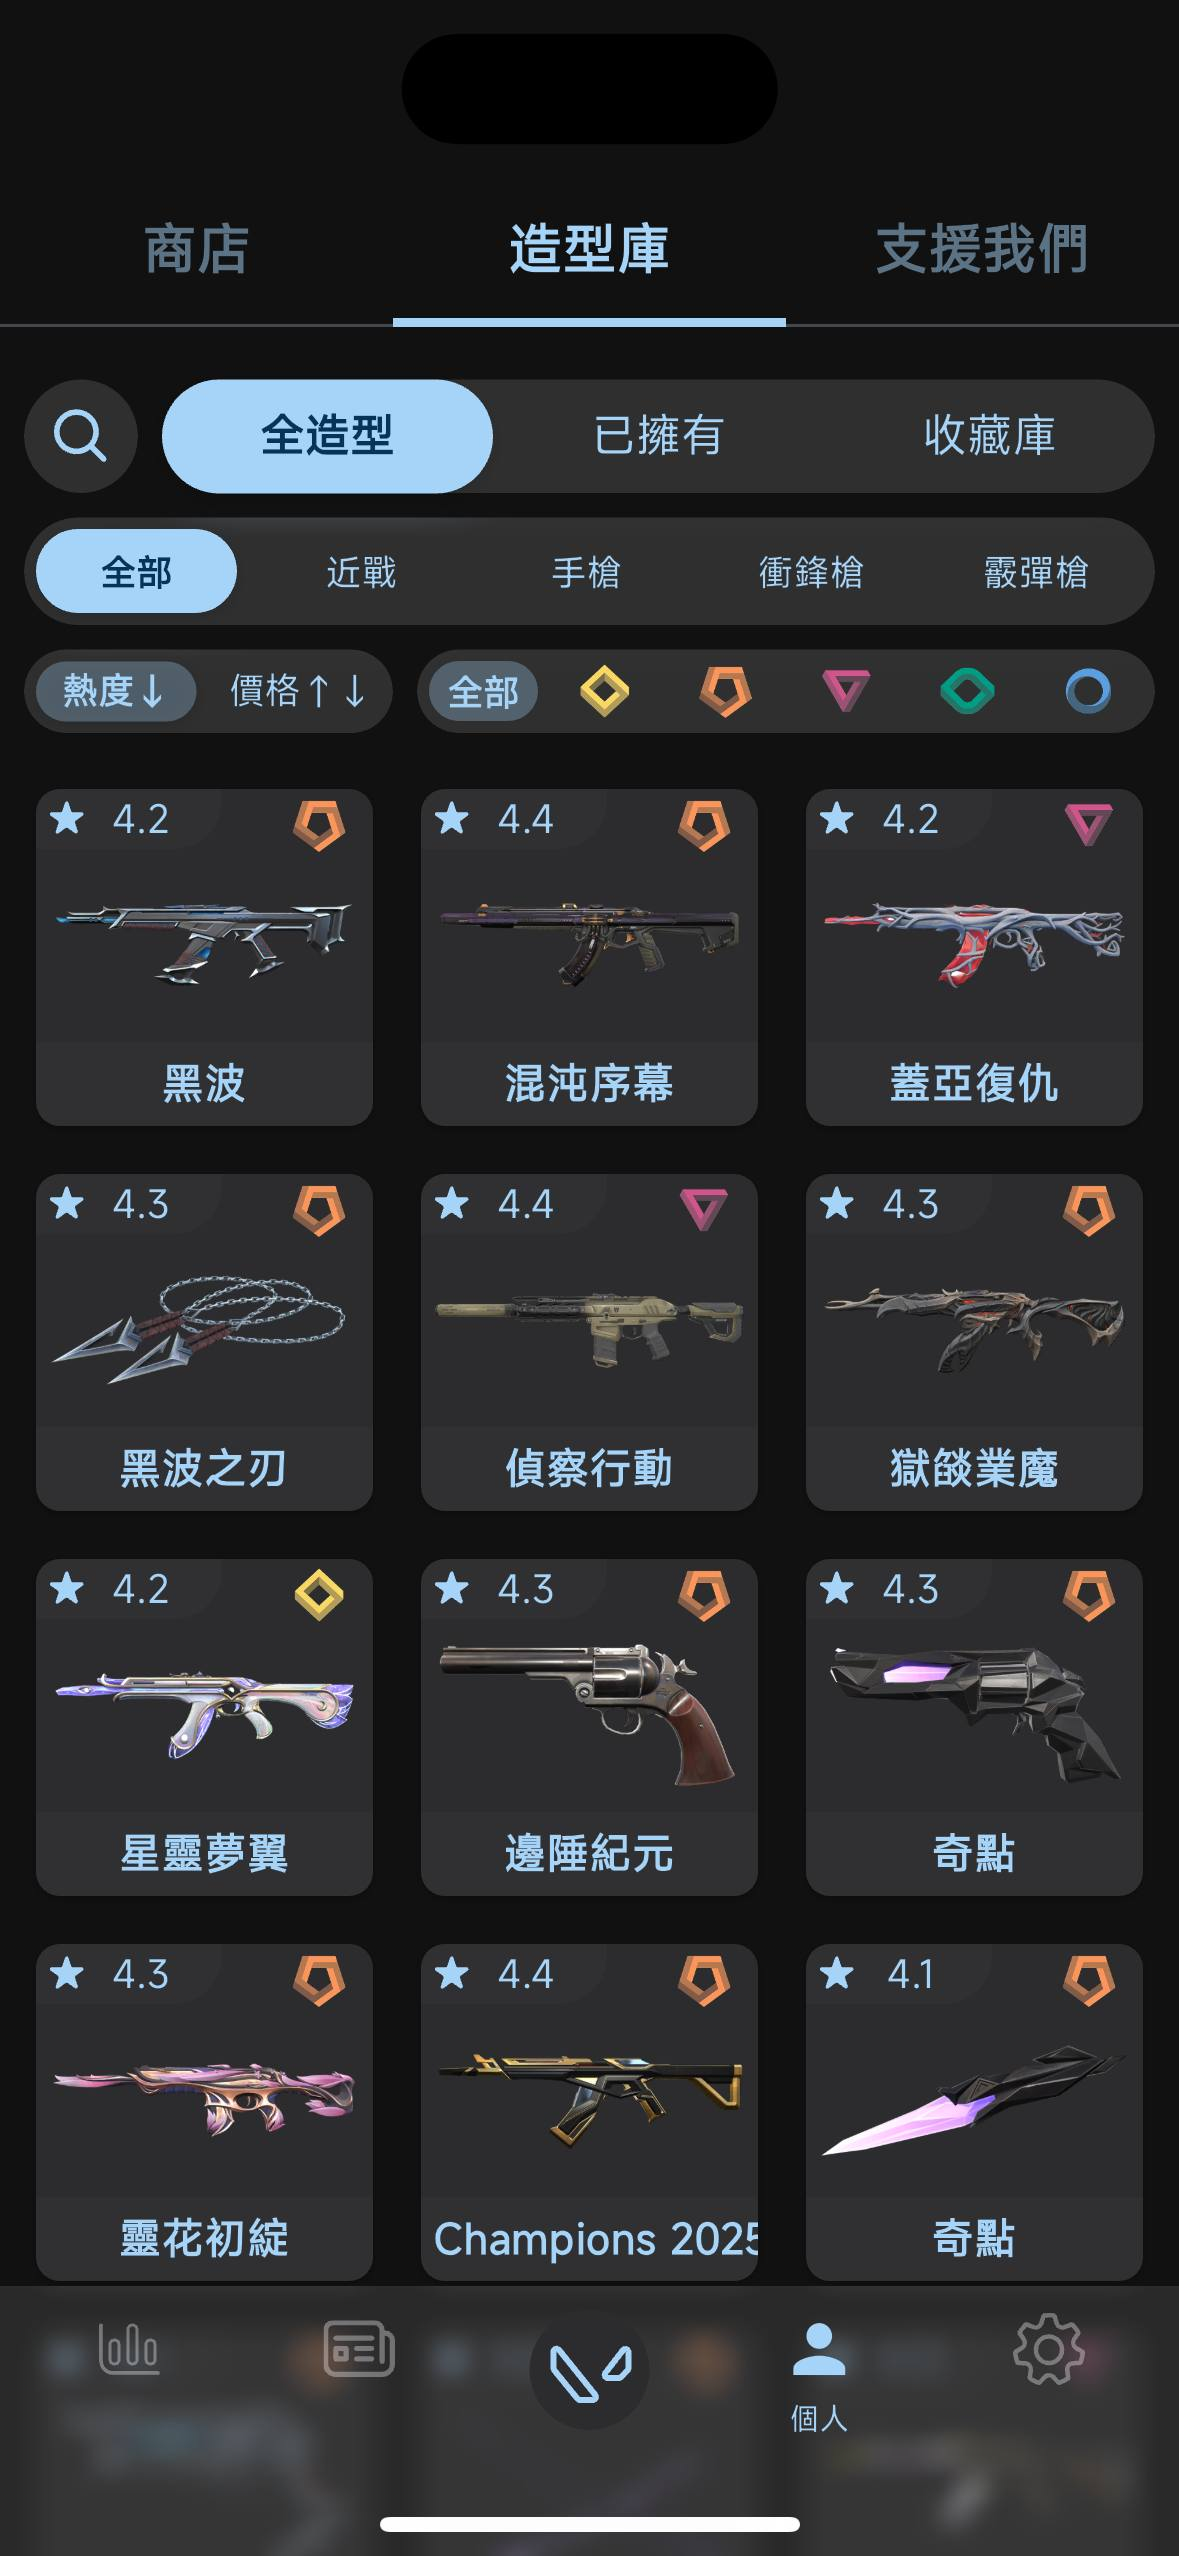 商店 造型庫 支援我們
全造型 已擁有 收藏庫
全部 近戰 手槍 衝鋒槍 霰彈槍
熱度↓ 價格↑↓ 全部
4.2 4.4 4.2
黑波 混沌序幕 蓋亞復仇
4.3 4.4 4.3
黑波之刃 偵察行動 獄燄業魔
4.2 4.3 4.3
星靈夢翼 邊陲紀元 奇點
4.3 4.4 4.1
靈花初綻 Champions 2025 奇點
個人